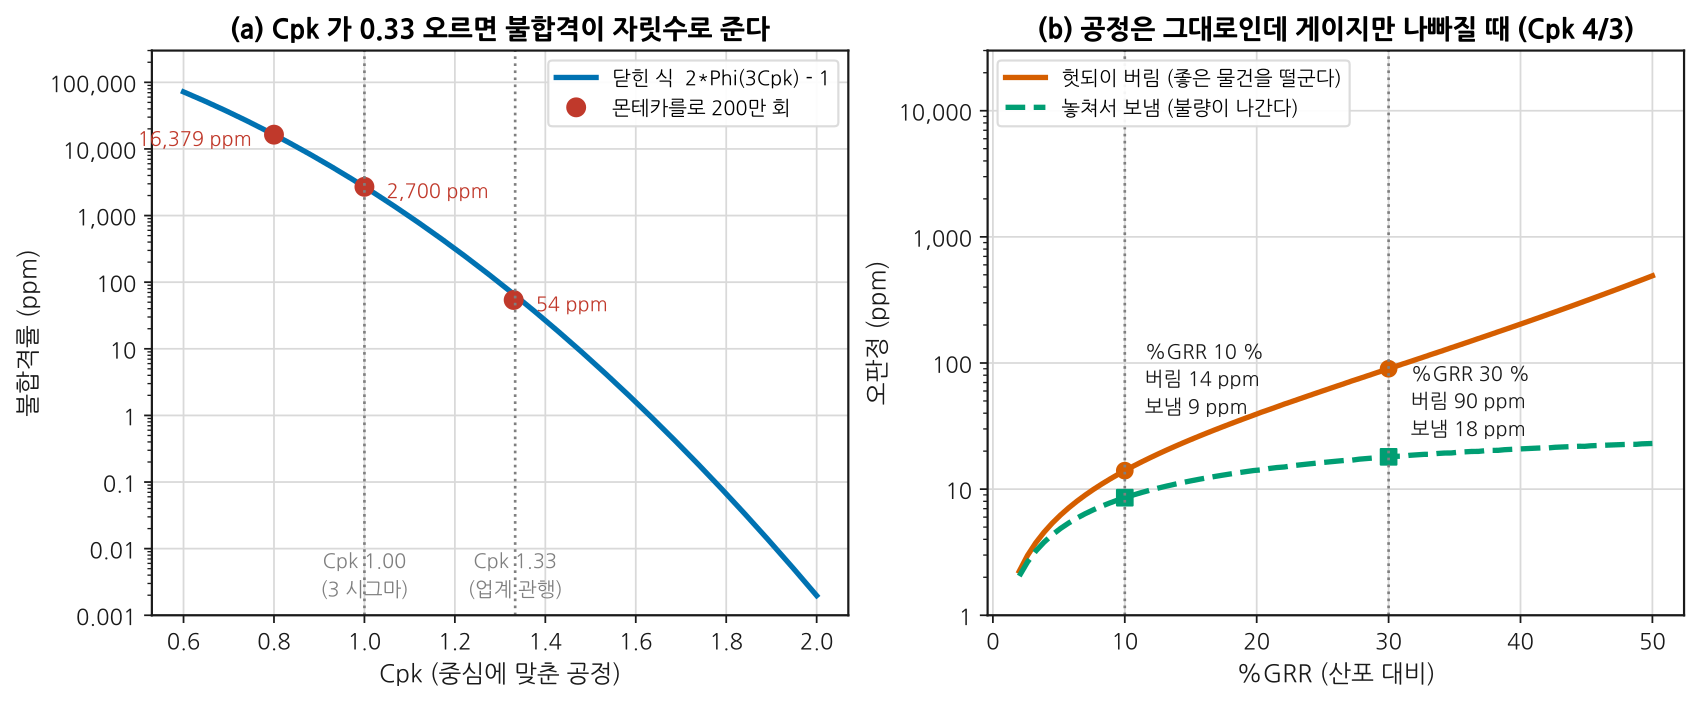 (a) Cpk 가 0.33 오르면 불합격이 자릿수로 준다
닫힌 식 2*Phi(3Cpk) - 1
몬테카를로 200만 회
16,379 ppm
2,700 ppm
54 ppm
Cpk 1.00
(3 시그마)
Cpk 1.33
(업계 관행)
불합격률 (ppm)
100,000
10,000
1,000
100
10
1
0.1
0.01
0.001
0.6 0.8 1.0 1.2 1.4 1.6 1.8 2.0
Cpk (중심에 맞춘 공정)
(b) 공정은 그대로인데 게이지만 나빠질 때 (Cpk 4/3)
헛되이 버림 (좋은 물건을 떨군다)
놓쳐서 보냄 (불량이 나간다)
%GRR 10 %
버림 14 ppm
보냄 9 ppm
%GRR 30 %
버림 90 ppm
보냄 18 ppm
오판정 (ppm)
10,000
1,000
100
10
1
0 10 20 30 40 50
%GRR (산포 대비)